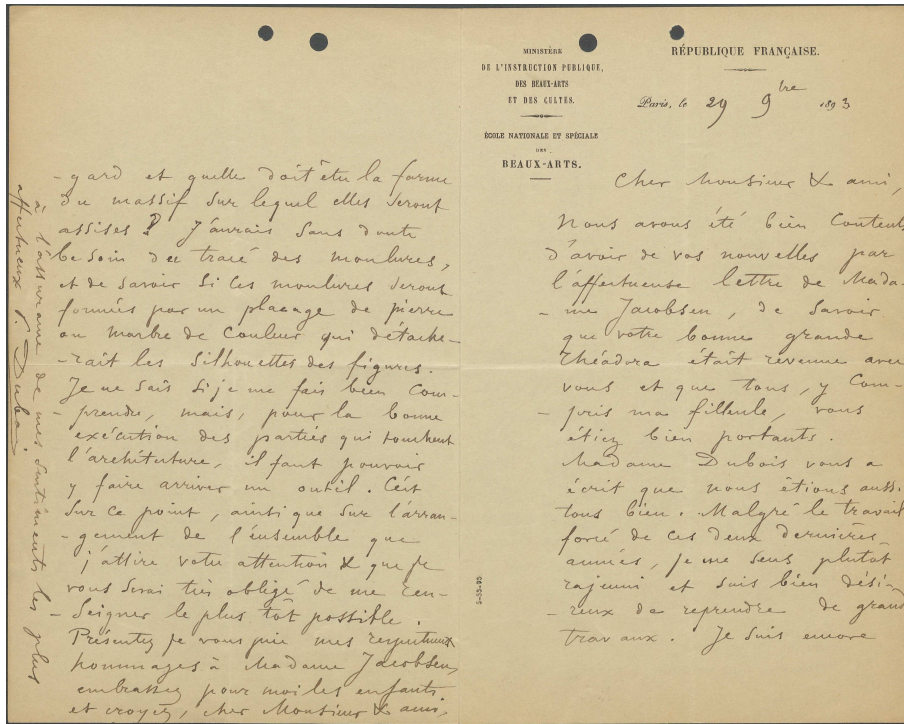 MINISTÈRE
DE L'INSTRUCTION PUBLIQUE,
DES BEAUX-ARTS
ET DES CULTES.
ÉCOLE NATIONALE ET SPÉCIALE
DES
BEAUX-ARTS.
RÉPUBLIQUE FRANÇAISE.
Paris, le 29 9bre 1893
Cher Monsieur & ami,
Nous avons été bien contents
d'avoir de vos nouvelles par
l'affectueuse lettre de Mada-
-me Jacobsen, de savoir
que votre bonne grande
Théadora était revenue avec
vous et que tous, y com-
-pris ma filleule, vous
étiez bien portants.
Madame Dubois vous a
écrit que nous étions aussi
tous bien. Malgré le travail
forcé de ces deux dernières
années, je me sens plutôt
rajeuni et suis bien dési-
-reux de reprendre de grands
travaux. Je suis encore
-gard et quelle doit être la forme
du massif sur lequel elles seront
assises? J'aurais sans doute
besoin du tracé des moulures,
et de savoir si ces moulures seront
formées par un placage de pierre
ou marbre de couleur qui détache-
-rait les silhouettes des figures.
Je ne sais si je me fais bien com-
-prendre, mais, pour la bonne
exécution des parties qui touchent
l'architecture, il faut pouvoir
y faire arriver un outil. C'est
sur ce point, ainsi que sur l'arran-
-gement de l'ensemble que
j'attire votre attention & que je
vous serai très obligé de me ren-
-seigner le plus tôt possible.
Présentez je vous prie mes respectueux
hommages à Madame Jacobsen,
embrassez pour moi les enfants
et croyez, cher Monsieur & ami,
à l'assurance de mes sentiments les plus
affectueux. P. Dubois